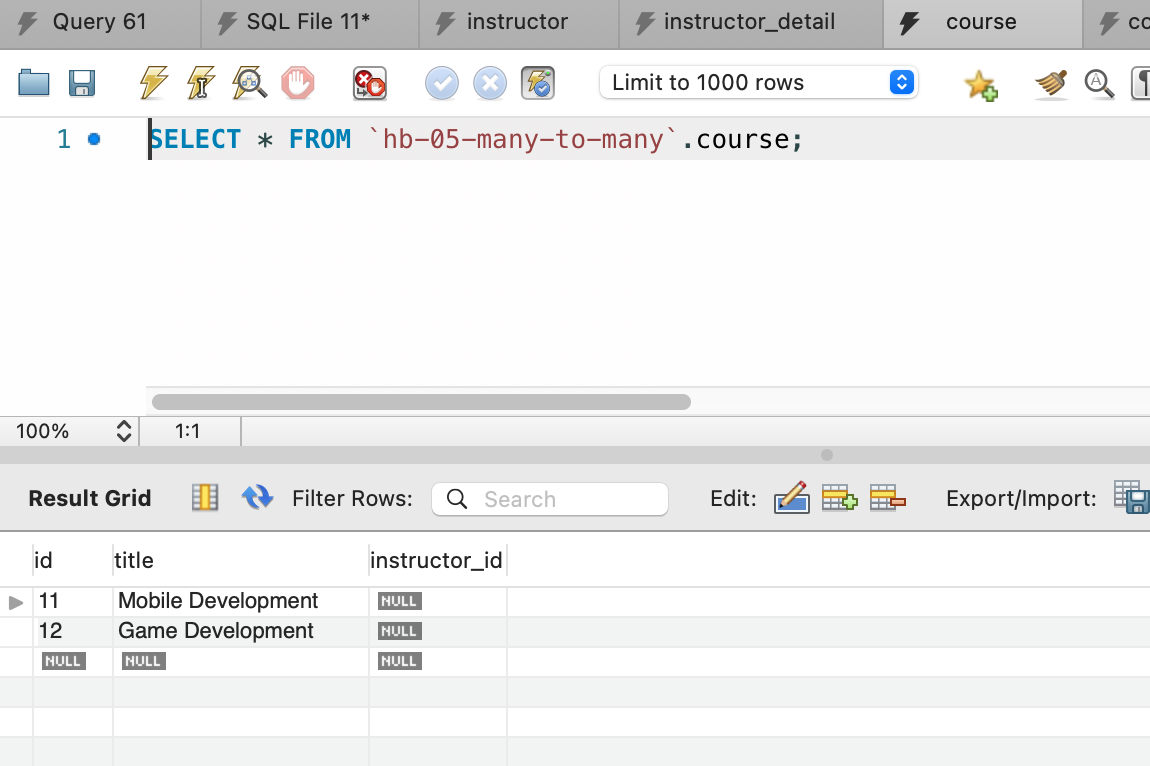 Query 61 SQL File 11* instructor instructor_detail course co
Limit to 1000 rows
1 SELECT * FROM `hb-05-many-to-many`.course;
100% 1:1
Result Grid Filter Rows: Search Edit: Export/Import:
id title instructor_id
11 Mobile Development NULL
12 Game Development NULL
NULL NULL NULL